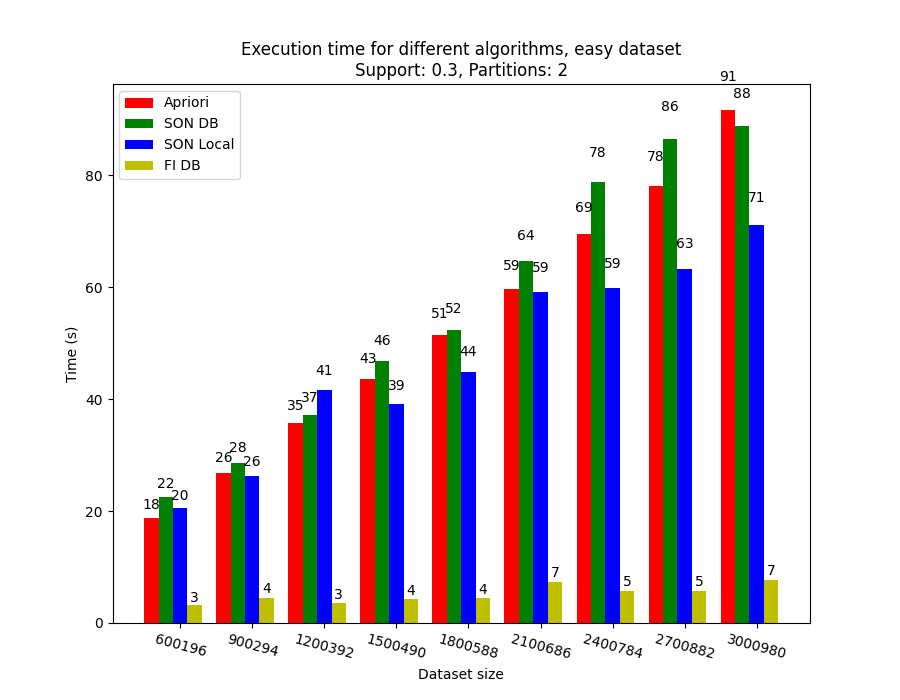 Execution time for different algorithms, easy dataset
Support: 0.3, Partitions: 2
Apriori
SON DB
SON Local
FI DB
Time (s)
80
60
40
20
0
18 22 20 3
26 28 26 4
35 37 41 3
43 46 39 4
51 52 44 4
59 64 59 7
69 78 59 5
78 86 63 5
91 88 71 7
600196 900294 1200392 1500490 1800588 2100686 2400784 2700882 3000980
Dataset size